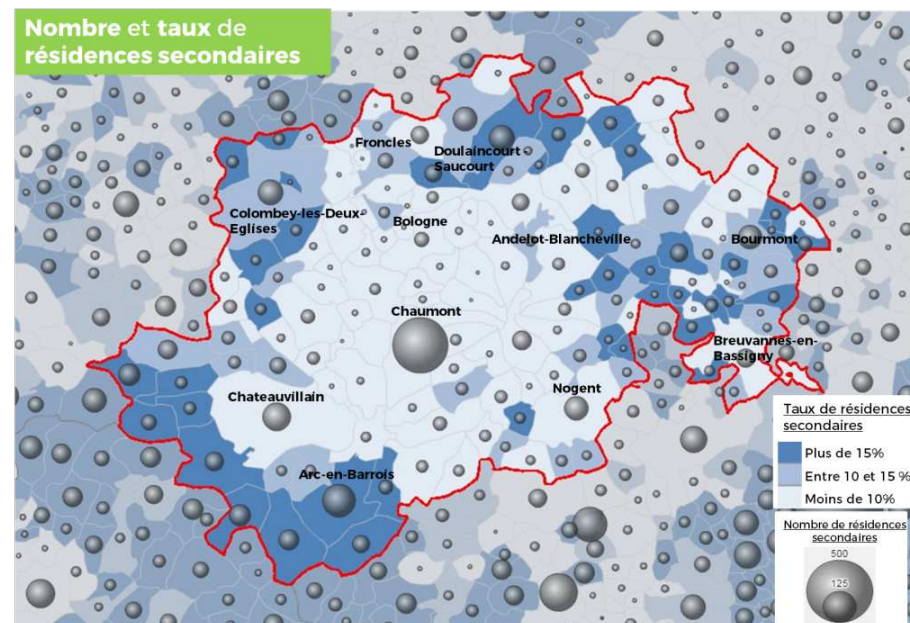 Nombre et taux de
résidences secondaires
Froncles
Doulaincourt -
Saucourt
Colombey-les-Deux-
Eglises
Bologne
Andelot-Blancheville
Bourmont
Chaumont
Breuvannes-en-
Bassigny
Chateauvillain
Nogent
Arc-en-Barrois
Taux de résidences
secondaires
Plus de 15%
Entre 10 et 15 %
Moins de 10%
Nombre de résidences
secondaires
500
125